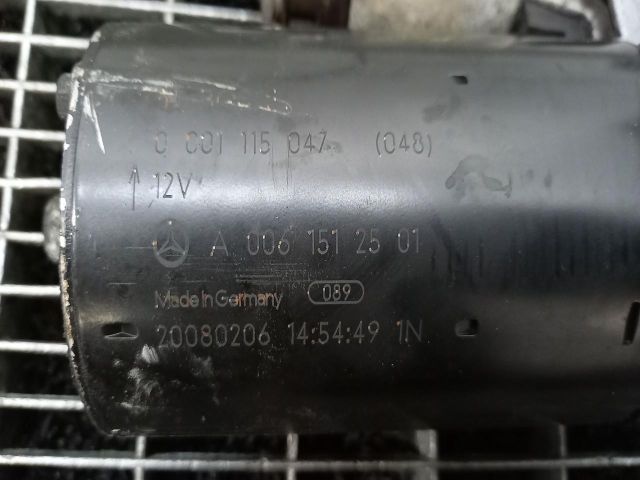 0 001 115 047 (048)
12V
A 006 151 25 01
Made in Germany 089
20080206 14:54:49 1N